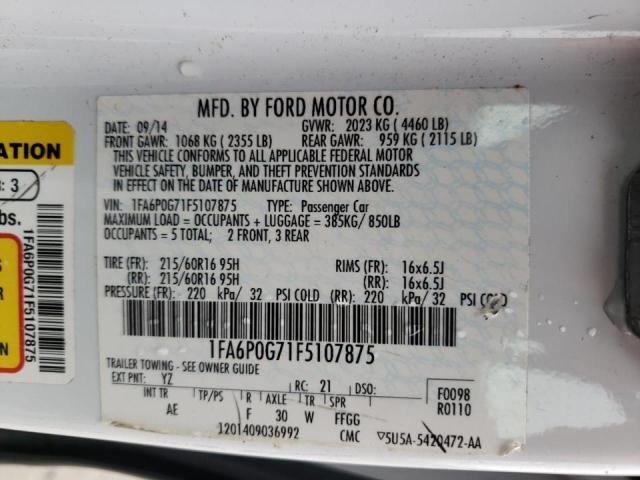 MFD. BY FORD MOTOR CO.
DATE: 09/14 GVWR: 2023 KG ( 4460 LB)
FRONT GAWR: 1068 KG ( 2355 LB) REAR GAWR: 959 KG ( 2115 LB)
THIS VEHICLE CONFORMS TO ALL APPLICABLE FEDERAL MOTOR
VEHICLE SAFETY, BUMPER, AND THEFT PREVENTION STANDARDS
IN EFFECT ON THE DATE OF MANUFACTURE SHOWN ABOVE.
VIN: 1FA6P0G71F5107875 TYPE: Passenger Car
MAXIMUM LOAD = OCCUPANTS + LUGGAGE = 385KG/ 850LB
OCCUPANTS = 5 TOTAL; 2 FRONT, 3 REAR
TIRE (FR): 215/60R16 95H RIMS (FR): 16x6.5J
(RR): 215/60R16 95H (RR): 16x6.5J
PRESSURE (FR): 220 kPa/ 32 PSI COLD (RR): 220 kPa/ 32 PSI COLD
1FA6P0G71F5107875
TRAILER TOWING - SEE OWNER GUIDE
EXT PNT: YZ RC: 21 DSO: F0098
INT TR TP/PS R AXLE TR SPR R0110
AE F 30 W FFGG
1201409036992 CMC ▽5U5A-5420472-AA
ATION
: 3
bs.
1FA6P0G71F5107875